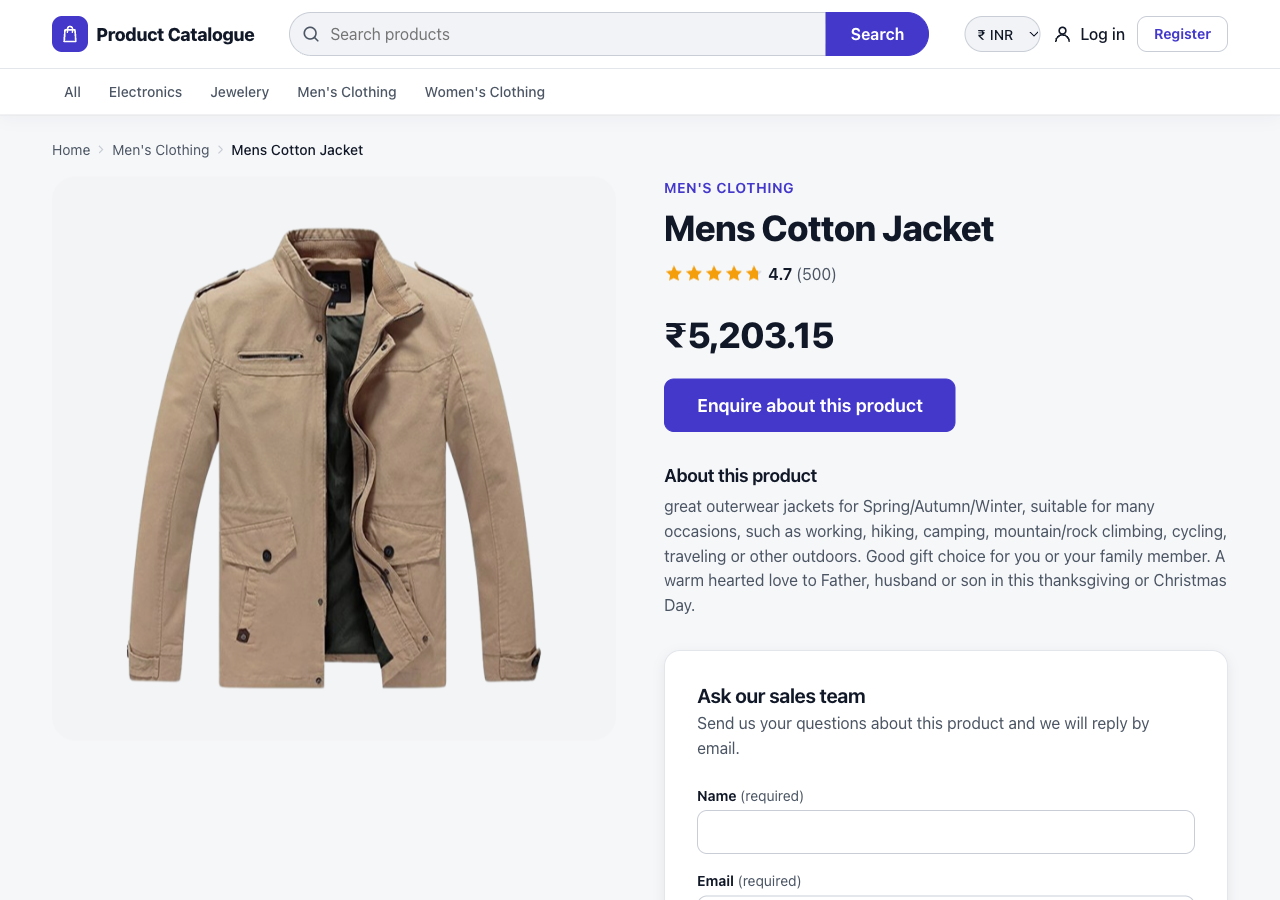 Product Catalogue
Search products
Search
₹ INR
Log in
Register
All
Electronics
Jewelery
Men's Clothing
Women's Clothing
Home
Men's Clothing
Mens Cotton Jacket
MEN'S CLOTHING
Mens Cotton Jacket
4.7 (500)
₹5,203.15
Enquire about this product
About this product
great outerwear jackets for Spring/Autumn/Winter, suitable for many
occasions, such as working, hiking, camping, mountain/rock climbing, cycling,
traveling or other outdoors. Good gift choice for you or your family member. A
warm hearted love to Father, husband or son in this thanksgiving or Christmas
Day.
Ask our sales team
Send us your questions about this product and we will reply by
email.
Name (required)
Email (required)